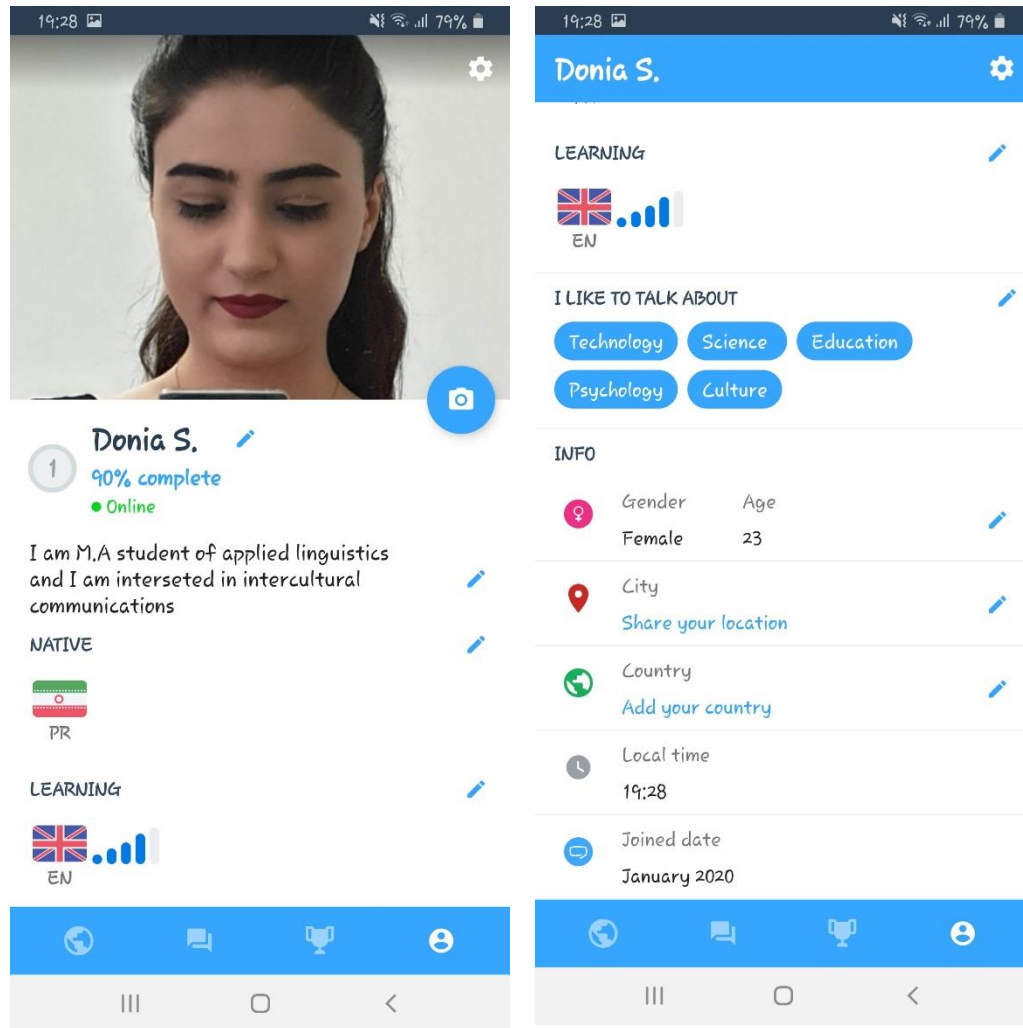 19:28
79%
Donia S.
1
90% complete
Online
I am M.A student of applied linguistics
and I am interseted in intercultural
communications
NATIVE
PR
LEARNING
EN
19:28
79%
Donia S.
LEARNING
EN
I LIKE TO TALK ABOUT
Technology Science Education
Psychology Culture
INFO
Gender Age
Female 23
City
Share your location
Country
Add your country
Local time
19:28
Joined date
January 2020